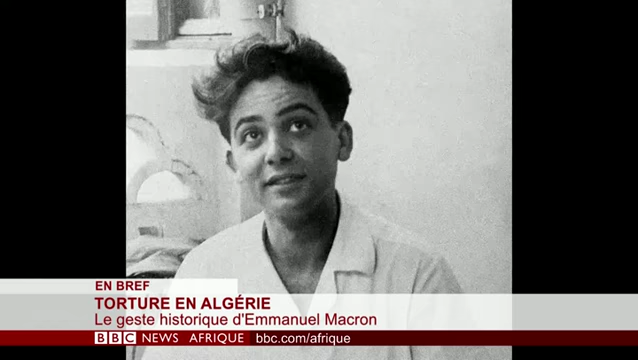 EN BREF
TORTURE EN ALGÉRIE
Le geste historique d'Emmanuel Macron
BBC NEWS AFRIQUE bbc.com/afrique